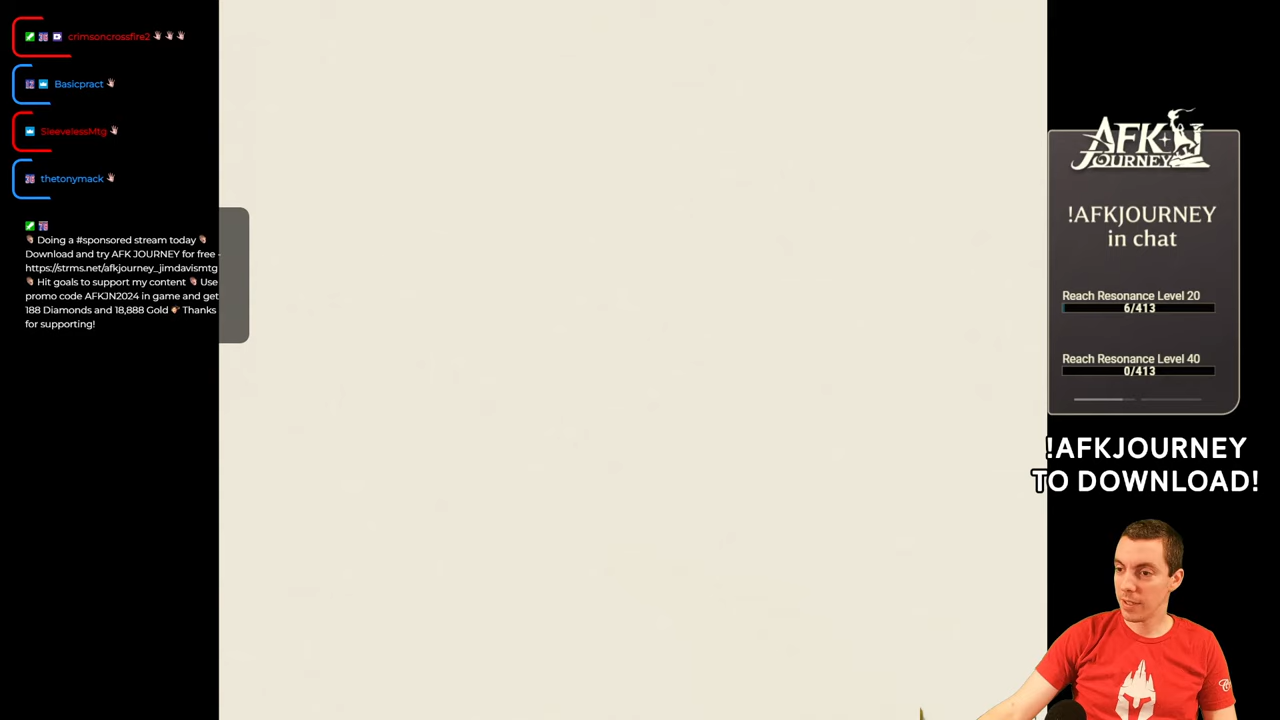 crimsoncrossfire2
Basicpract
SleevelessMtg
thetonymack
Doing a #sponsored stream today
Download and try AFK JOURNEY for free -
https://strms.net/afkjourney_jimdavismtg
Hit goals to support my content Use
promo code AFKJN2024 in game and get
188 Diamonds and 18,888 Gold Thanks
for supporting!
AFK
JOURNEY
!AFKJOURNEY
in chat
Reach Resonance Level 20
6/413
Reach Resonance Level 40
0/413
!AFKJOURNEY
TO DOWNLOAD!